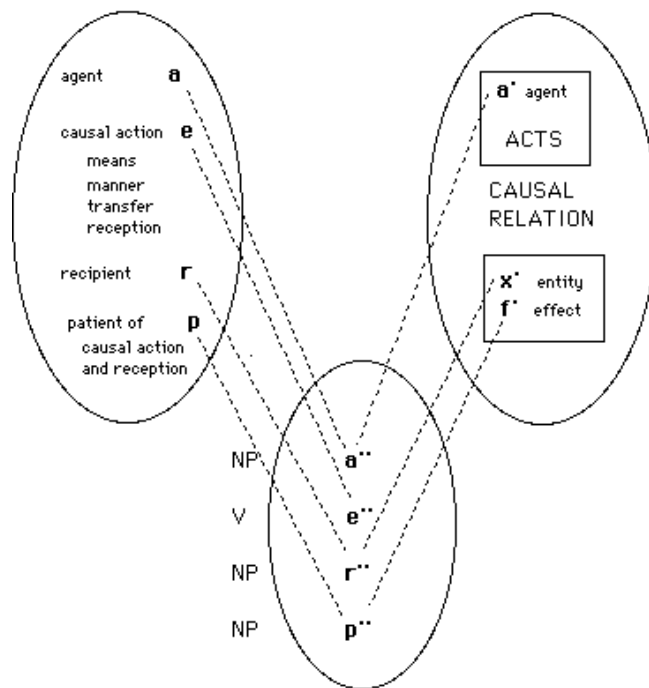 agent a
causal action e
means
manner
transfer
reception
recipient r
patient of p
causal action
and reception
a˙ agent
ACTS
CAUSAL
RELATION
x˙ entity
f˙ effect
NP a¨
V e¨
NP r¨
NP p¨